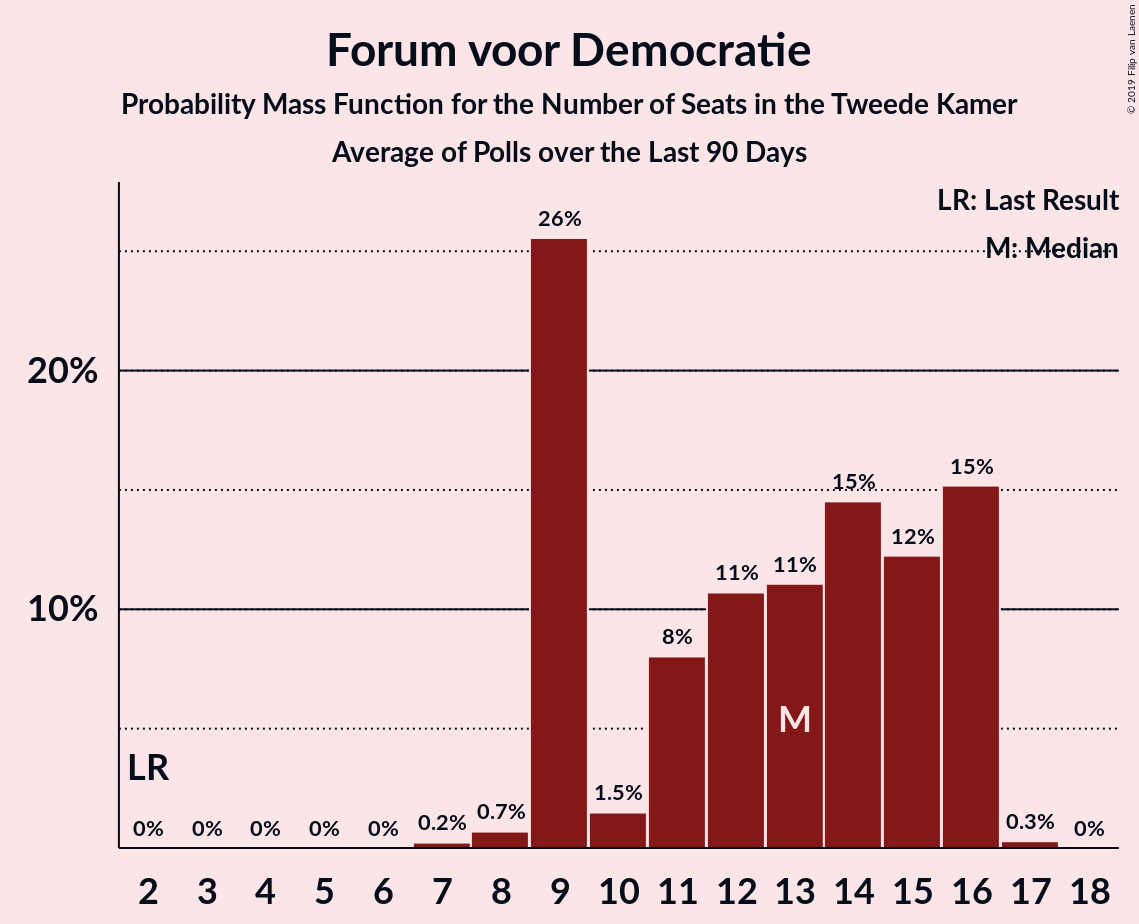 Forum voor Democratie
Probability Mass Function for the Number of Seats in the Tweede Kamer
Average of Polls over the Last 90 Days
© 2019 Filip van Laenen
LR: Last Result
M: Median
26%
20%
15%
15%
12%
11%
11%
10%
8%
M
LR
1.5%
0.7%
0.2%
0.3%
0% 0% 0% 0% 0% 0%
2 3 4 5 6 7 8 9 10 11 12 13 14 15 16 17 18